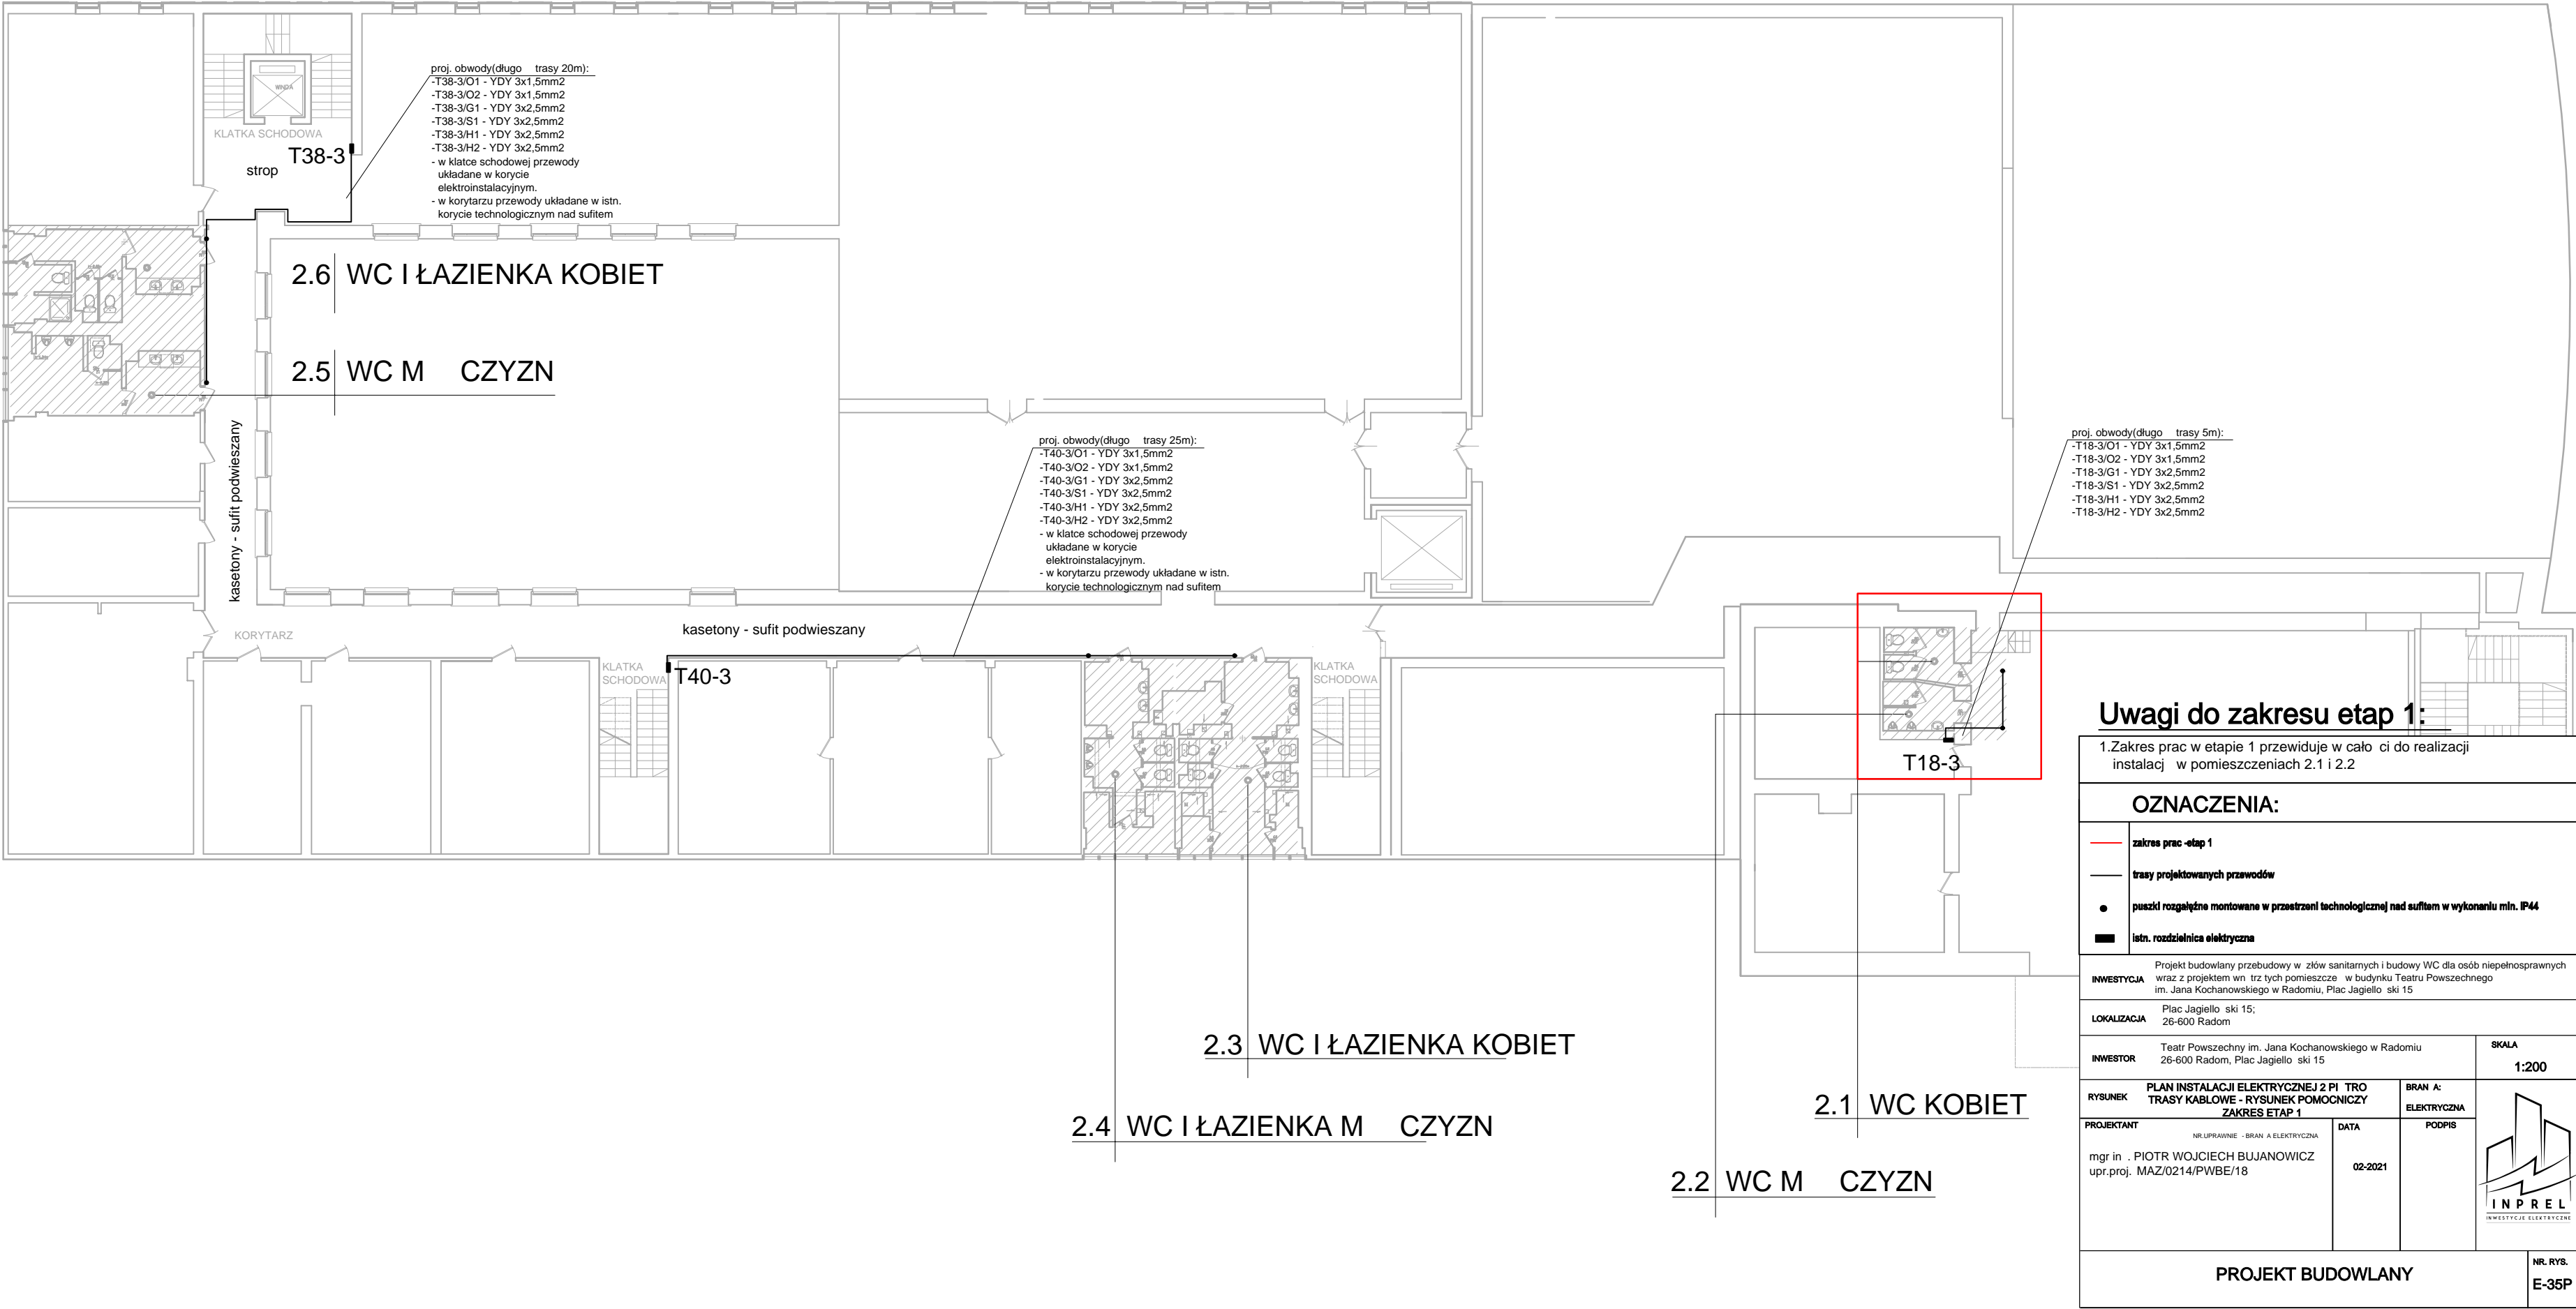 WINDA
KLATKA SCHODOWA
T38-3
strop
proj. obwody(długo trasy 20m):
-T38-3/O1 - YDY 3x1,5mm2
-T38-3/O2 - YDY 3x1,5mm2
-T38-3/G1 - YDY 3x2,5mm2
-T38-3/S1 - YDY 3x2,5mm2
-T38-3/H1 - YDY 3x2,5mm2
-T38-3/H2 - YDY 3x2,5mm2
- w klatce schodowej przewody
układane w korycie
elektroinstalacyjnym.
- w korytarzu przewody układane w istn.
korycie technologicznym nad sufitem
2.6 WC I ŁAZIENKA KOBIET
2.5 WC M CZYZN
kasetony - sufit podwieszany
proj. obwody(długo trasy 25m):
-T40-3/O1 - YDY 3x1,5mm2
-T40-3/O2 - YDY 3x1,5mm2
-T40-3/G1 - YDY 3x2,5mm2
-T40-3/S1 - YDY 3x2,5mm2
-T40-3/H1 - YDY 3x2,5mm2
-T40-3/H2 - YDY 3x2,5mm2
- w klatce schodowej przewody
układane w korycie
elektroinstalacyjnym.
- w korytarzu przewody układane w istn.
korycie technologicznym nad sufitem
proj. obwody(długo trasy 5m):
-T18-3/O1 - YDY 3x1,5mm2
-T18-3/O2 - YDY 3x1,5mm2
-T18-3/G1 - YDY 3x2,5mm2
-T18-3/S1 - YDY 3x2,5mm2
-T18-3/H1 - YDY 3x2,5mm2
-T18-3/H2 - YDY 3x2,5mm2
KORYTARZ
kasetony - sufit podwieszany
KLATKA
SCHODOWA
T40-3
KLATKA
SCHODOWA
T18-3
2.3 WC I ŁAZIENKA KOBIET
2.4 WC I ŁAZIENKA M CZYZN
2.1 WC KOBIET
2.2 WC M CZYZN
Uwagi do zakresu etap 1:
1.Zakres prac w etapie 1 przewiduje w cało ci do realizacji
instalacj w pomieszczeniach 2.1 i 2.2
OZNACZENIA:
zakres prac -etap 1
trasy projektowanych przewodów
puszki rozgałęźne montowane w przestrzeni technologicznej nad sufitem w wykonaniu min. IP44
istn. rozdzielnica elektryczna
INWESTYCJA
Projekt budowlany przebudowy w złów sanitarnych i budowy WC dla osób niepełnosprawnych
wraz z projektem wn trz tych pomieszcze w budynku Teatru Powszechnego
im. Jana Kochanowskiego w Radomiu, Plac Jagiello ski 15
LOKALIZACJA
Plac Jagiello ski 15;
26-600 Radom
INWESTOR
Teatr Powszechny im. Jana Kochanowskiego w Radomiu
26-600 Radom, Plac Jagiello ski 15
SKALA
1:200
RYSUNEK
PLAN INSTALACJI ELEKTRYCZNEJ 2 PI TRO
TRASY KABLOWE - RYSUNEK POMOCNICZY
ZAKRES ETAP 1
BRAN A:
ELEKTRYCZNA
PROJEKTANT
NR.UPRAWNIE - BRAN A ELEKTRYCZNA
mgr in . PIOTR WOJCIECH BUJANOWICZ
upr.proj. MAZ/0214/PWBE/18
DATA
02-2021
PODPIS
INPREL
INWESTYCJE ELEKTRYCZNE
PROJEKT BUDOWLANY
NR. RYS.
E-35P